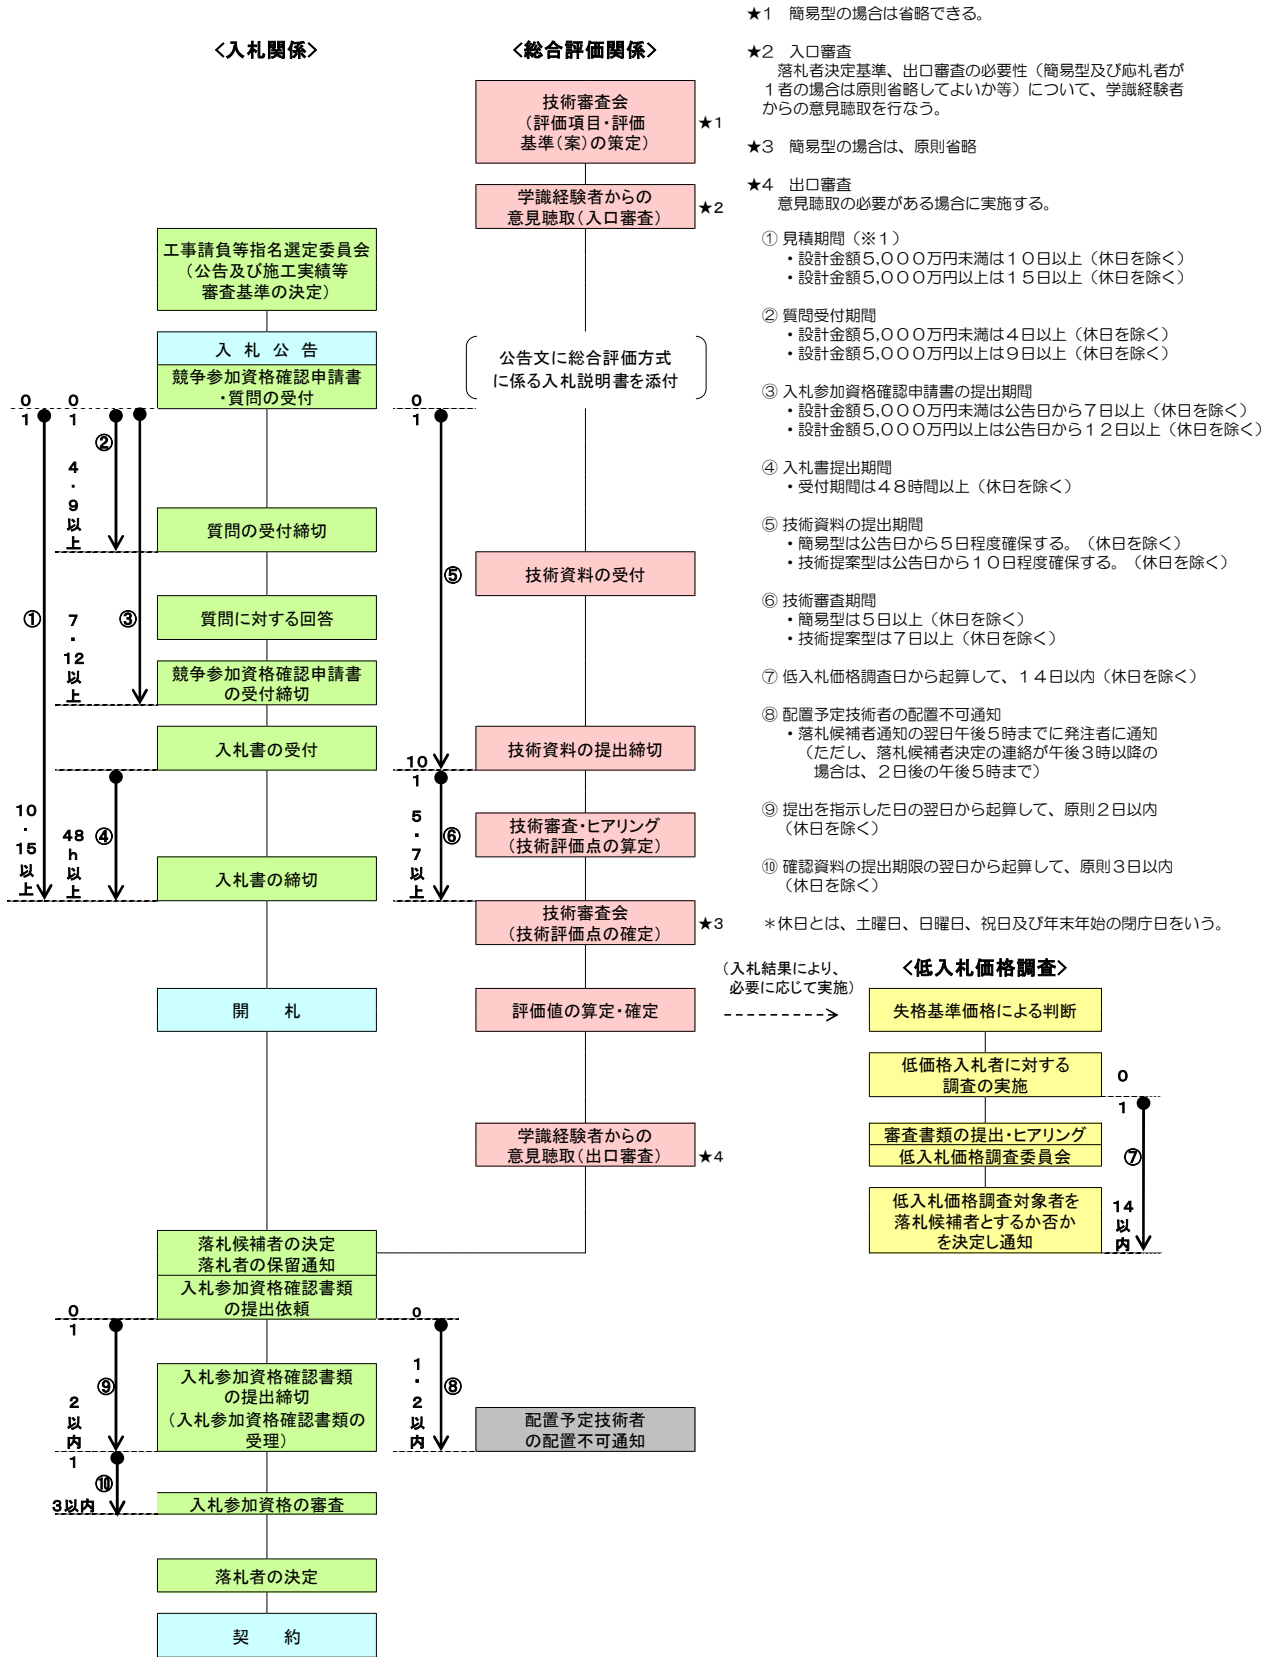 ★1　簡易型の場合は省略できる。
★2　入口審査
落札者決定基準、出口審査の必要性（簡易型及び応札者が
１者の場合は原則省略してよいか等）について、学識経験者
からの意見聴取を行なう。
★3　簡易型の場合は、原則省略
★4　出口審査
意見聴取の必要がある場合に実施する。
① 見積期間（※１）
・設計金額５,０００万円未満は１０日以上（休日を除く）
・設計金額５,０００万円以上は１５日以上（休日を除く）
② 質問受付期間
・設計金額５,０００万円未満は４日以上（休日を除く）
・設計金額５,０００万円以上は９日以上（休日を除く）
③ 入札参加資格確認申請書の提出期間
・設計金額５,０００万円未満は公告日から７日以上（休日を除く）
・設計金額５,０００万円以上は公告日から１２日以上（休日を除く）
④ 入札書提出期間
・受付期間は４８時間以上（休日を除く）
⑤ 技術資料の提出期間
・簡易型は公告日から５日程度確保する。（休日を除く）
・技術提案型は公告日から１０日程度確保する。（休日を除く）
⑥ 技術審査期間
・簡易型は５日以上（休日を除く）
・技術提案型は７日以上（休日を除く）
⑦ 低入札価格調査日から起算して、１４日以内（休日を除く）
⑧ 配置予定技術者の配置不可通知
・落札候補者通知の翌日午後５時までに発注者に通知
（ただし、落札候補者決定の連絡が午後３時以降の
場合は、２日後の午後５時まで）
⑨ 提出を指示した日の翌日から起算して、原則２日以内
（休日を除く）
⑩ 確認資料の提出期限の翌日から起算して、原則３日以内
（休日を除く）
＊休日とは、土曜日、日曜日、祝日及び年末年始の閉庁日をいう。
<入札関係>
工事請負等指名選定委員会
（公告及び施工実績等
審査基準の決定）
入 札 公 告
競争参加資格確認申請書
・質問の受付
0
1
0
1
②
4・9以上
質問の受付締切
①
7・12以上
③
質問に対する回答
競争参加資格確認申請書
の受付締切
入札書の受付
10・15以上
48h以上
④
入札書の締切
開　札
落札候補者の決定
落札者の保留通知
入札参加資格確認書類
の提出依頼
0
1
⑨
2以内
入札参加資格確認書類
の提出締切
（入札参加資格確認書類の
受理）
1
⑩
3以内
入札参加資格の審査
落札者の決定
契　約
<総合評価関係>
技術審査会
（評価項目・評価
基準（案）の策定）
★1
学識経験者からの
意見聴取（入口審査）
★2
公告文に総合評価方式
に係る入札説明書を添付
0
1
⑤
技術資料の受付
技術資料の提出締切
10
1
5・7以上
⑥
技術審査・ヒアリング
（技術評価点の算定）
技術審査会
（技術評価点の確定）
★3
評価値の算定・確定
（入札結果により、
必要に応じて実施）
学識経験者からの
意見聴取（出口審査）
★4
0
1・2以内
⑧
配置予定技術者
の配置不可通知
<低入札価格調査>
失格基準価格による判断
低価格入札者に対する
調査の実施
0
1
審査書類の提出・ヒアリング
低入札価格調査委員会
⑦
低入札価格調査対象者を
落札候補者とするか否か
を決定し通知
14以内